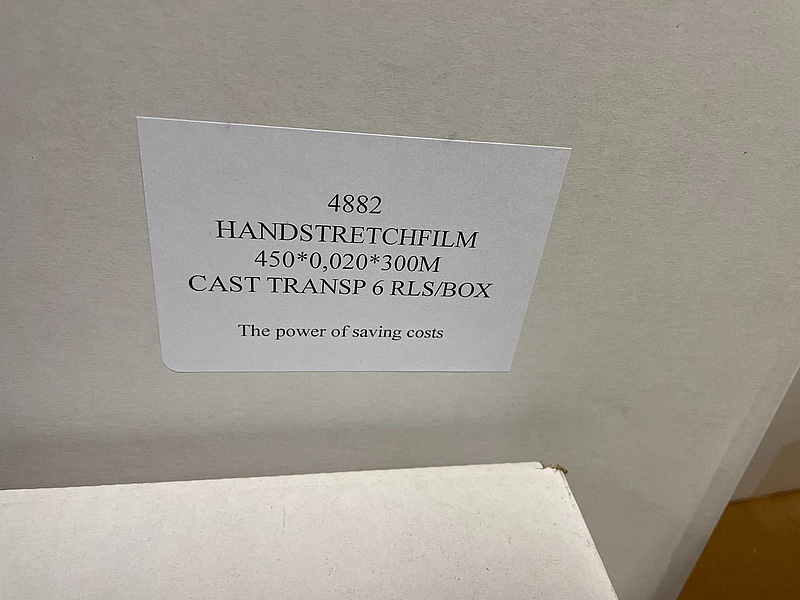 4882
HANDSTRETCHFILM
450*0,020*300M
CAST TRANSP 6 RLS/BOX
The power of saving costs